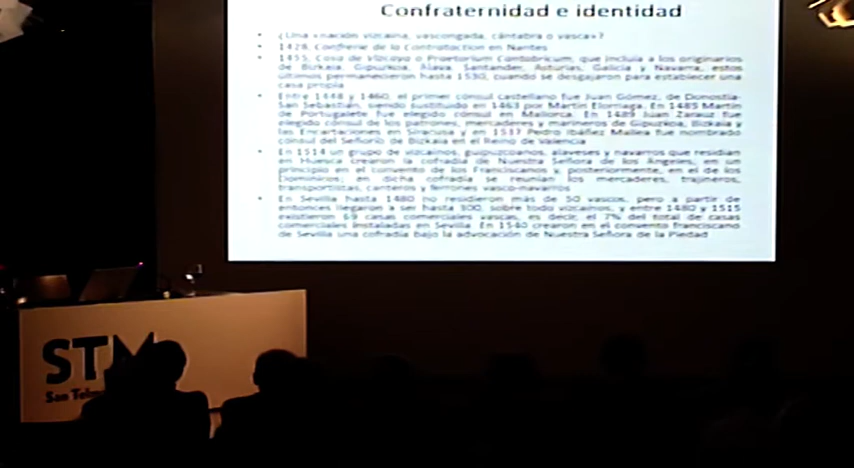 Confraternidad e identidad
• ¿Una «nación vizcaína, vascongada, cántabra o vasca»?
• 1428, Confrerie de la Contrataction en Nantes
• 1455, Casa de Vizcaya o Praetorium Cantabricum, que incluía a los originarios
de Bizkaia, Gipuzkoa, Álava, Santander, Asturias, Galicia y Navarra, estos
últimos permanecieron hasta 1530, cuando se desgajaron para establecer una
casa propia
• Entre 1448 y 1460, el primer cónsul castellano fue Juan Gómez, de Donostia-
San Sebastián, siendo sustituido en 1463 por Martín Elorriaga. En 1485 Martín
de Portugalete fue elegido cónsul en Mallorca. En 1489 Juan Zarauz fue
elegido cónsul de los patrones, mercaderes y marineros de Gipuzkoa, Bizkaia y
las Encartaciones en Siracusa y en 1517 Pedro Ibáñez Mallea fue nombrado
cónsul del Señorío de Bizkaia en el Reino de Valencia
• En 1514 un grupo de vizcaínos, guipuzcoanos, alaveses y navarros que residían
en Huesca crearon la cofradía de Nuestra Señora de los Ángeles, en un
principio en el convento de los Franciscanos y, posteriormente, en el de los
Dominicos; en dicha cofradía se reunían los mercaderes, trajineros,
transportistas, canteros y ferrones vasco-navarros
• En Sevilla hasta 1480 no residieron más de 50 vascos, pero a partir de
entonces llegaron a ser hasta 300, sobre todo vizcaínos, y entre 1480 y 1515
existieron 69 casas comerciales vascas, es decir, el 7% del total de casas
comerciales instaladas en Sevilla. En 1540 crearon en el convento franciscano
de Sevilla una cofradía bajo la advocación de Nuestra Señora de la Piedad
STM
San